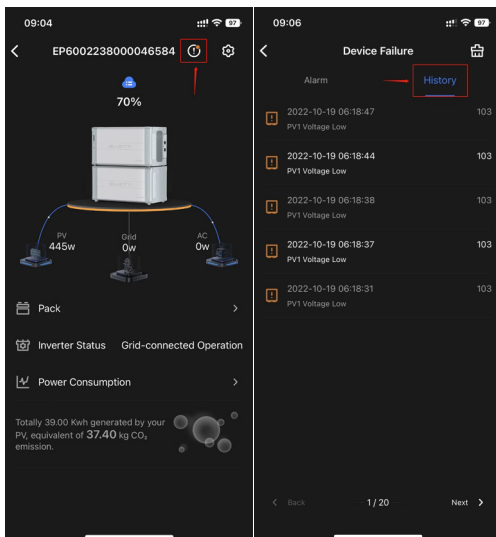 09:04
97
EP6002238000046584
70%
PV
445w
Grid
0w
AC
0w
Pack
Inverter Status Grid-connected Operation
Power Consumption
Totally 39.00 Kwh generated by your
PV, equivalent of 37.40 kg CO₂
emission.
09:06
97
Device Failure
Alarm
History
2022-10-19 06:18:47 103
PV1 Voltage Low
2022-10-19 06:18:44 103
PV1 Voltage Low
2022-10-19 06:18:38 103
PV1 Voltage Low
2022-10-19 06:18:37 103
PV1 Voltage Low
2022-10-19 06:18:31 103
PV1 Voltage Low
Back 1/20 Next